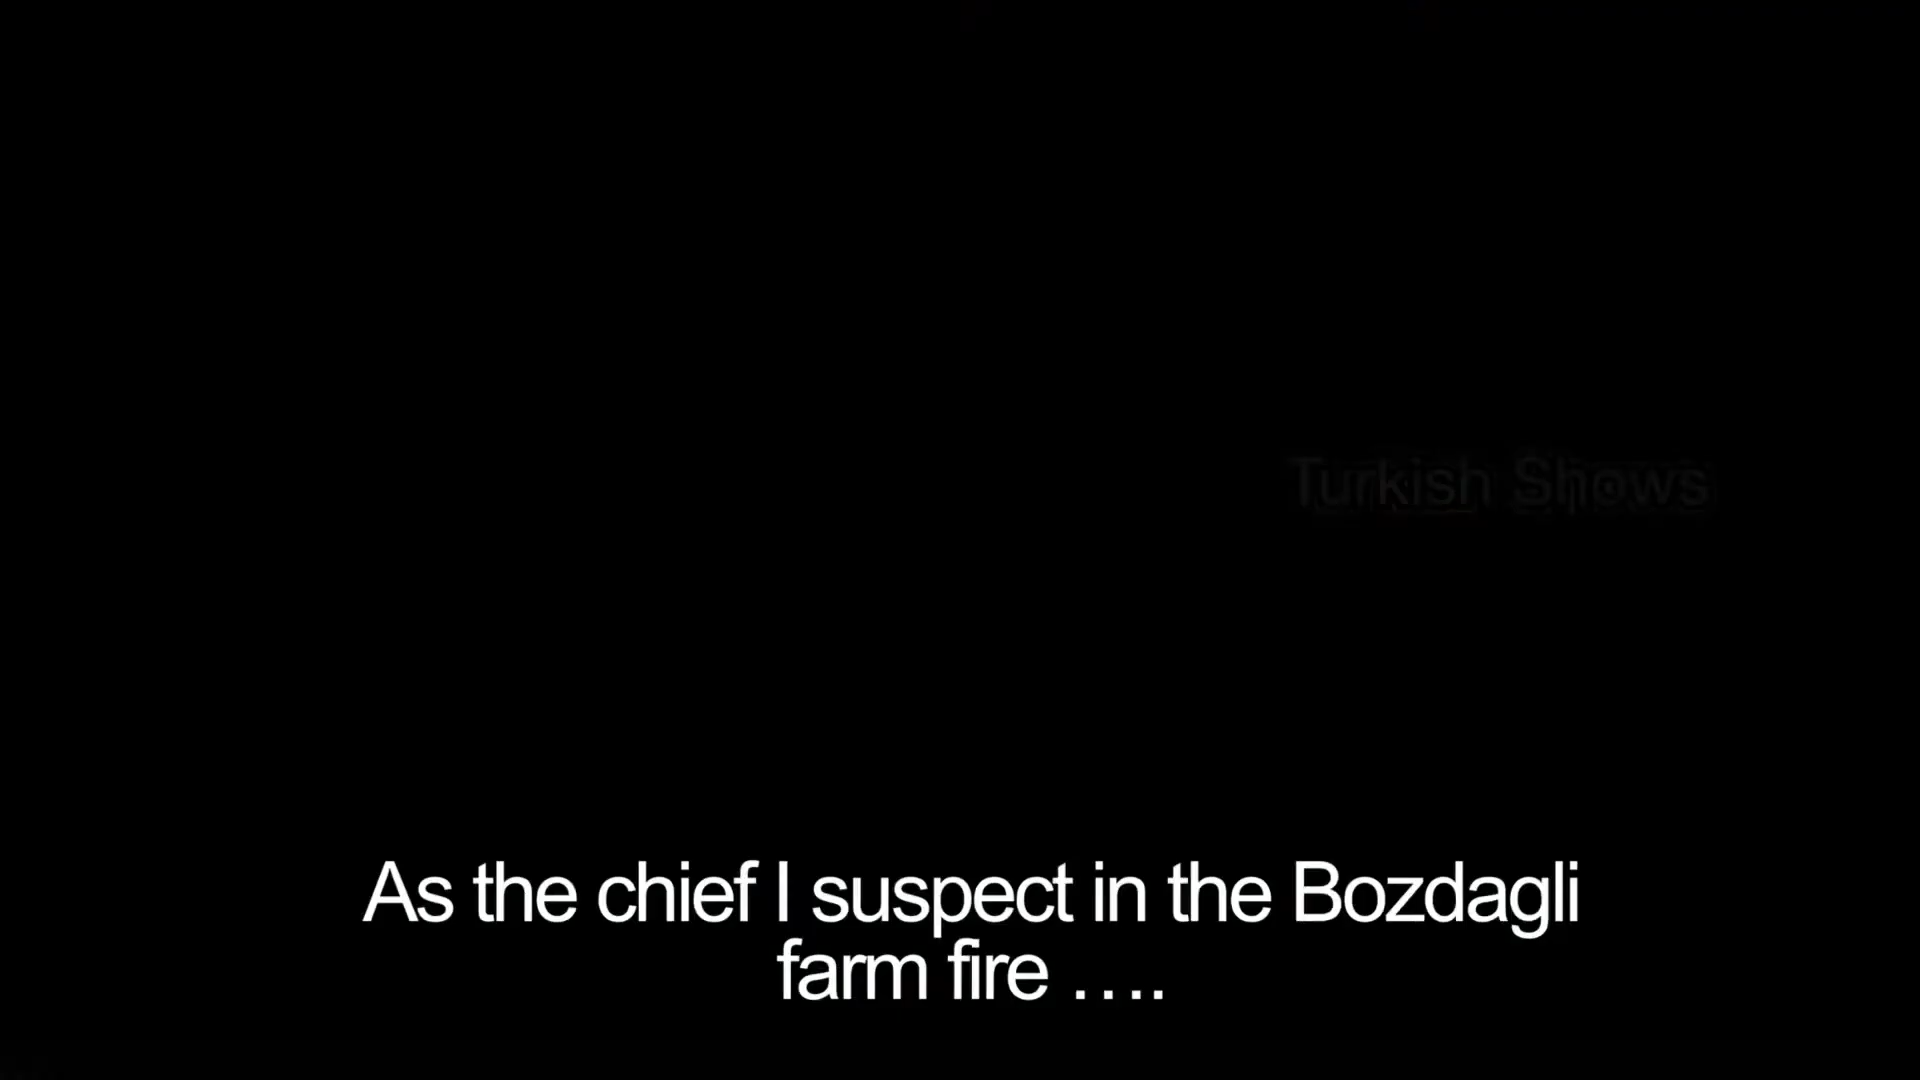 Turkish Shows
As the chief I suspect in the Bozdagli
farm fire ....